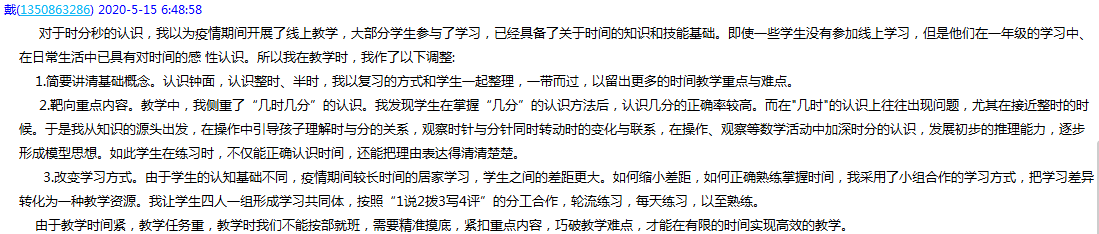 戴(1350863286) 2020-5-15 6:48:58
对于时分秒的认识，我以为疫情期间开展了线上教学，大部分学生参与了学习，已经具备了关于时间的知识和技能基础。即使一些学生没有参加线上学习，但是他们在一年级的学习中、
在日常生活中已具有对时间的感 性认识。所以我在教学时，我作了以下调整:
1.简要讲清基础概念。认识钟面，认识整时、半时，我以复习的方式和学生一起整理，一带而过，以留出更多的时间教学重点与难点。
2.靶向重点内容。教学中，我侧重了“几时几分”的认识。我发现学生在掌握“几分”的认识方法后，认识几分的正确率较高。而在"几时"的认识上往往出现问题，尤其在接近整时的时
候。于是我从知识的源头出发，在操作中引导孩子理解时与分的关系，观察时针与分针同时转动时的变化与联系，在操作、观察等数学活动中加深时分的认识，发展初步的推理能力，逐步
形成模型思想。如此学生在练习时，不仅能正确认识时间，还能把理由表达得清清楚楚。
3.改变学习方式。由于学生的认知基础不同，疫情期间较长时间的居家学习，学生之间的差距更大。如何缩小差距，如何正确熟练掌握时间，我采用了小组合作的学习方式，把学习差异
转化为一种教学资源。我让学生四人一组形成学习共同体，按照“1说2拨3写4评”的分工合作，轮流练习，每天练习，以至熟练。
由于教学时间紧，教学任务重，教学时我们不能按部就班，需要精准摸底，紧扣重点内容，巧破教学难点，才能在有限的时间实现高效的教学。